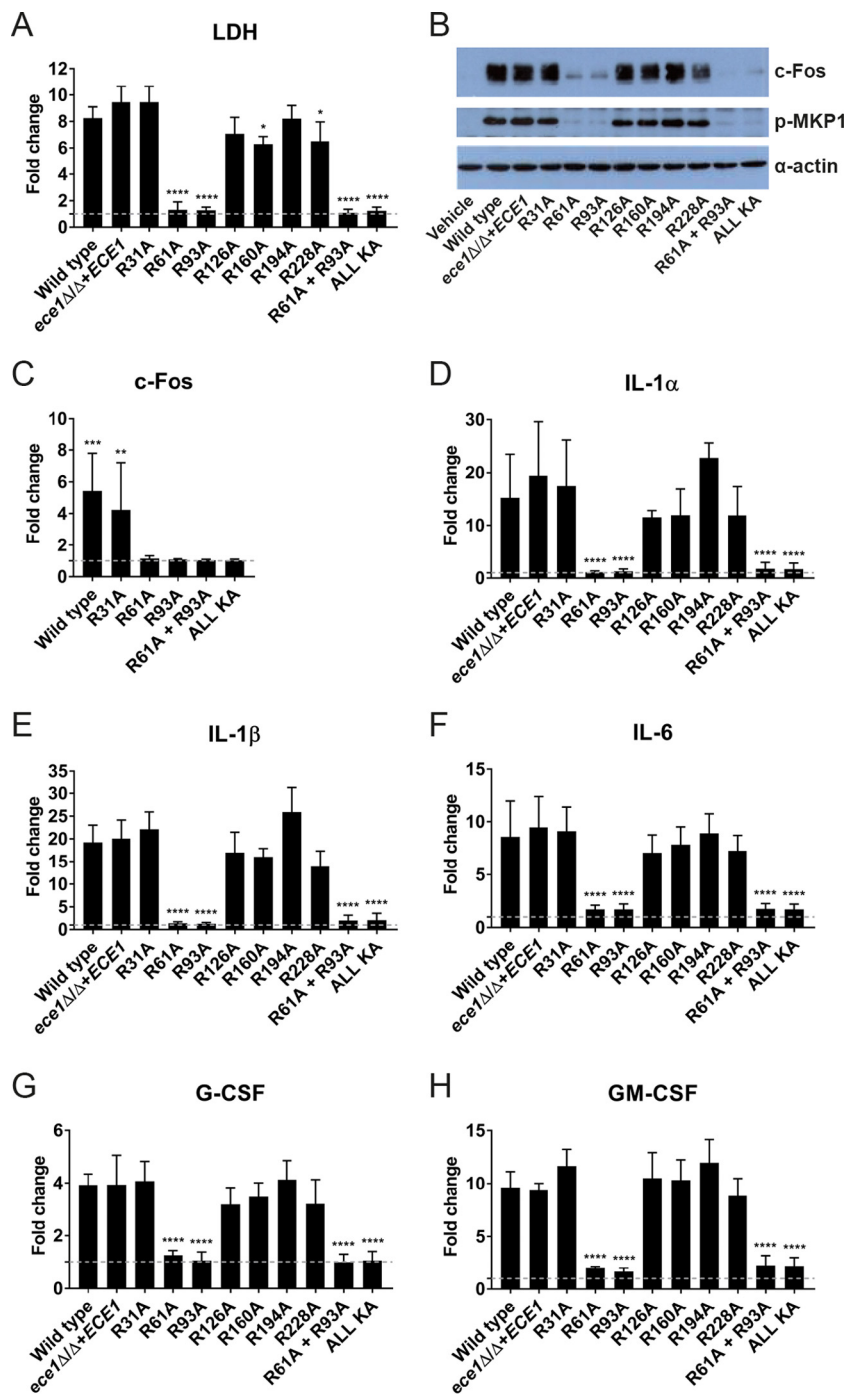 A
LDH
Fold change
12
10
8
6
4
2
0
****
****
*
*
****
****
Wild type
ece1Δ/Δ+ECE1
R31A
R61A
R93A
R126A
R160A
R194A
R228A
R61A + R93A
ALL KA
B
c-Fos
p-MKP1
α-actin
Vehicle
Wild type
ece1Δ/Δ+ECE1
R31A
R61A
R93A
R126A
R160A
R194A
R228A
R61A + R93A
ALL KA
C
c-Fos
Fold change
10
8
6
4
2
0
***
**
Wild type
R31A
R61A
R93A
R61A + R93A
ALL KA
D
IL-1α
Fold change
30
20
10
0
****
****
****
****
Wild type
ece1Δ/Δ+ECE1
R31A
R61A
R93A
R126A
R160A
R194A
R228A
R61A + R93A
ALL KA
E
IL-1β
Fold change
35
30
25
20
15
10
5
0
****
****
****
****
Wild type
ece1Δ/Δ+ECE1
R31A
R61A
R93A
R126A
R160A
R194A
R228A
R61A + R93A
ALL KA
F
IL-6
Fold change
15
10
5
0
****
****
****
****
Wild type
ece1Δ/Δ+ECE1
R31A
R61A
R93A
R126A
R160A
R194A
R228A
R61A + R93A
ALL KA
G
G-CSF
Fold change
6
4
2
0
****
****
****
****
Wild type
ece1Δ/Δ+ECE1
R31A
R61A
R93A
R126A
R160A
R194A
R228A
R61A + R93A
ALL KA
H
GM-CSF
Fold change
15
10
5
0
****
****
****
****
Wild type
ece1Δ/Δ+ECE1
R31A
R61A
R93A
R126A
R160A
R194A
R228A
R61A + R93A
ALL KA